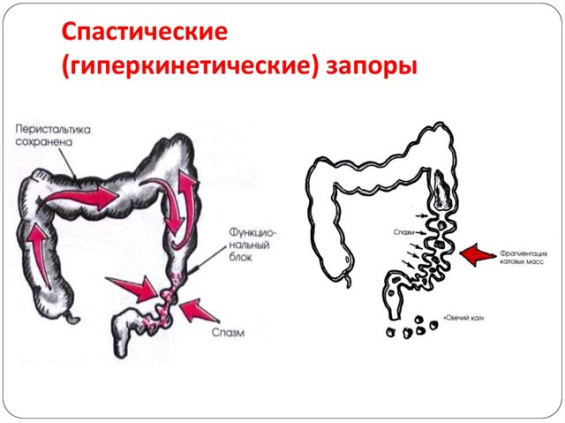 Спастические
(гиперкинетические) запоры
Перистальтика
сохранена
Функцио-
нальный
блок
Спазм
Спазм
Фрагментация
каловых масс
«Овечий кал»